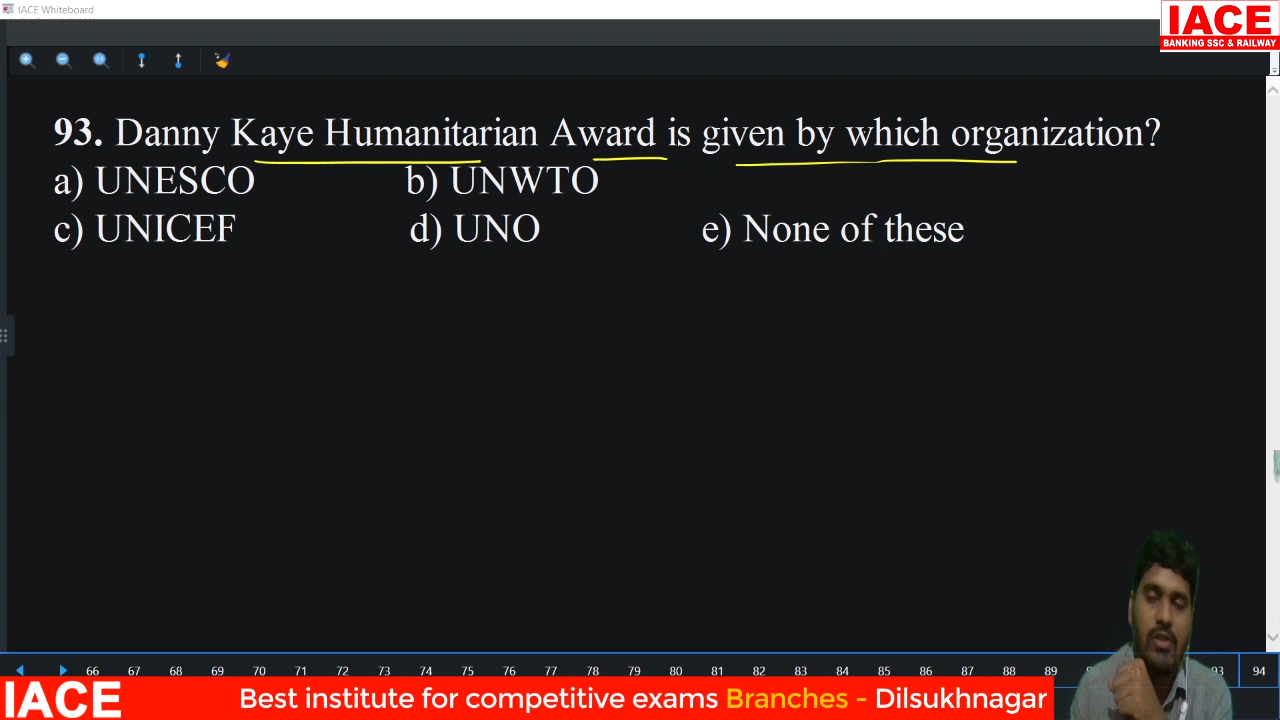 IACE Whiteboard
IACE
BANKING SSC & RAILWAY
93. Danny Kaye Humanitarian Award is given by which organization?
a) UNESCO b) UNWTO
c) UNICEF d) UNO e) None of these
66 67 68 69 70 71 72 73 74 75 76 77 78 79 80 81 82 83 84 85 86 87 88 89 93 94
IACE Best institute for competitive exams Branches - Dilsukhnagar